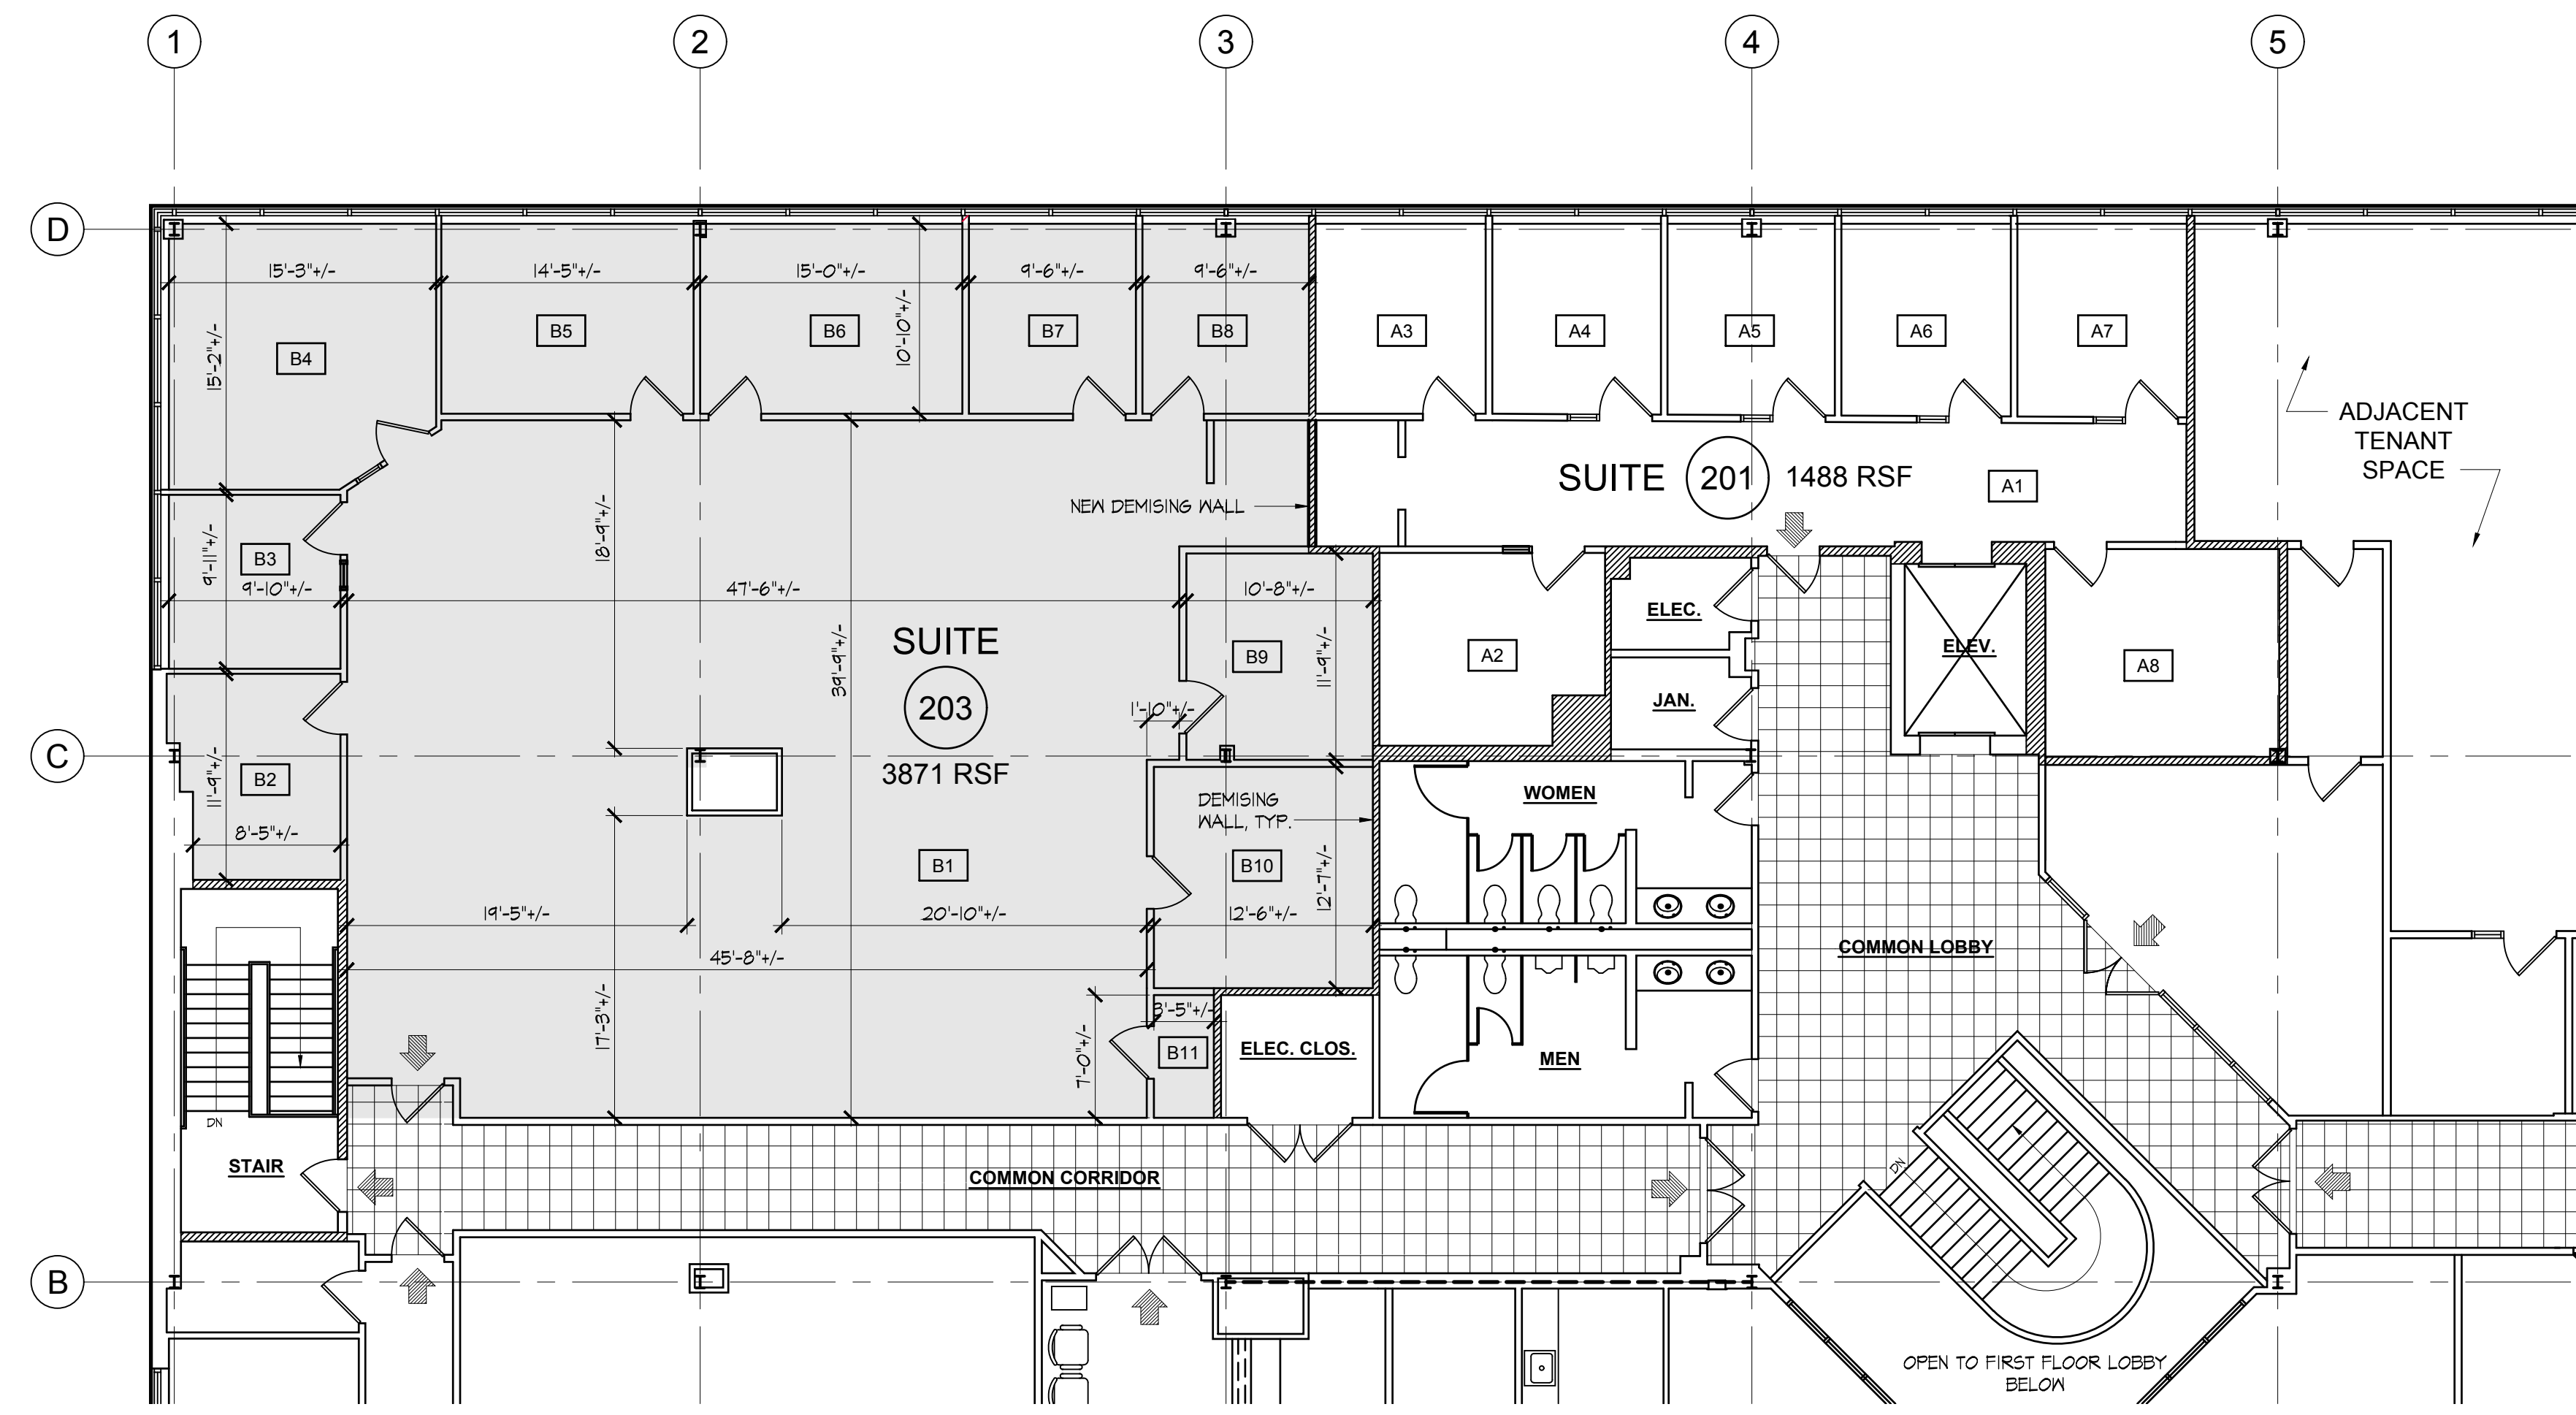 1
2
3
4
5
D
15'-3"+/-
14'-5"+/-
15'-0"+/-
9'-6"+/-
9'-6"+/-
15'-2"+/-
10'-10"+/-
B4
B5
B6
B7
B8
A3
A4
A5
A6
A7
ADJACENT
TENANT
SPACE
SUITE 201 1488 RSF
A1
NEW DEMISING WALL
18'-9"+/-
9'-11"+/-
B3
9'-10"+/-
47'-6"+/-
10'-8"+/-
39'-9"+/-
11'-9"+/-
SUITE
203
3871 RSF
B9
A2
ELEC.
JAN.
ELEV.
A8
1'-10"+/-
C
B2
11'-9"+/-
8'-5"+/-
DEMISING
WALL, TYP.
WOMEN
B1
B10
12'-7"+/-
19'-5"+/-
20'-10"+/-
12'-6"+/-
45'-8"+/-
COMMON LOBBY
17'-3"+/-
7'-0"+/-
3'-5"+/-
B11
ELEC. CLOS.
MEN
DN
STAIR
COMMON CORRIDOR
DN
B
OPEN TO FIRST FLOOR LOBBY
BELOW